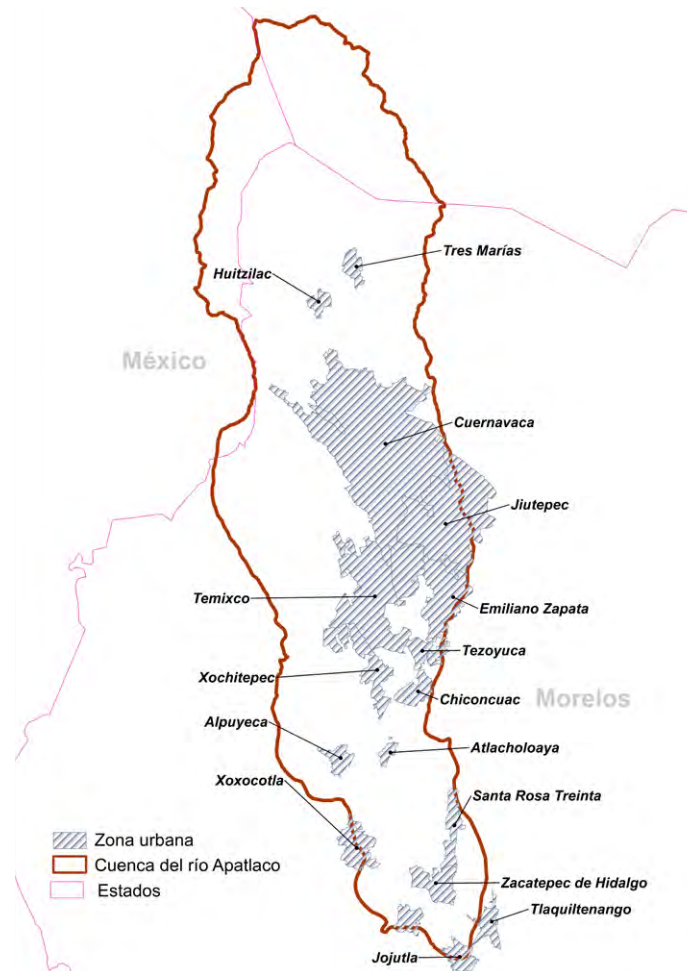 Tres Marías
Huitzilac
México
Cuernavaca
Jiutepec
Temixco
Emiliano Zapata
Tezoyuca
Xochitepec
Chiconcuac
Morelos
Alpuyeca
Atlacholoaya
Xoxocotla
Santa Rosa Treinta
Zona urbana
Cuenca del río Apatlaco
Estados
Zacatepec de Hidalgo
Tlaquiltenango
Jojutla